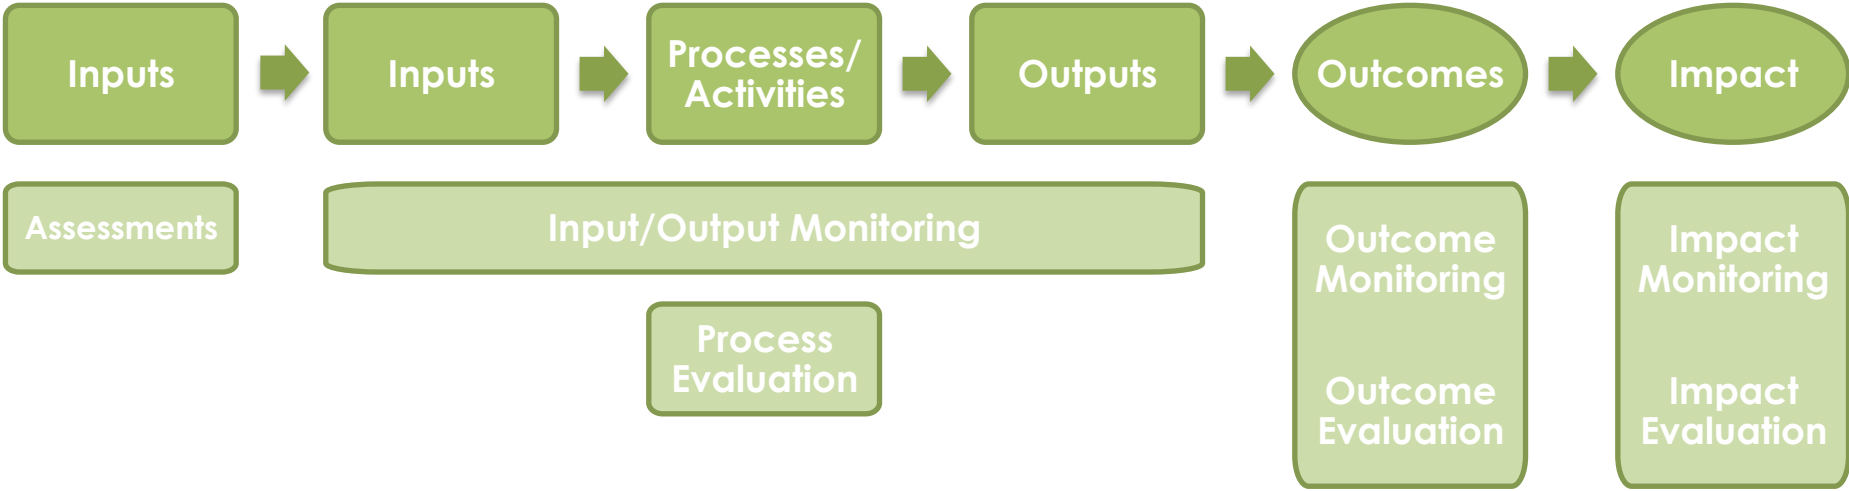 Inputs
Inputs
Processes/
Activities
Outputs
Outcomes
Impact
Assessments
Input/Output Monitoring
Process
Evaluation
Outcome
Monitoring
Outcome
Evaluation
Impact
Monitoring
Impact
Evaluation